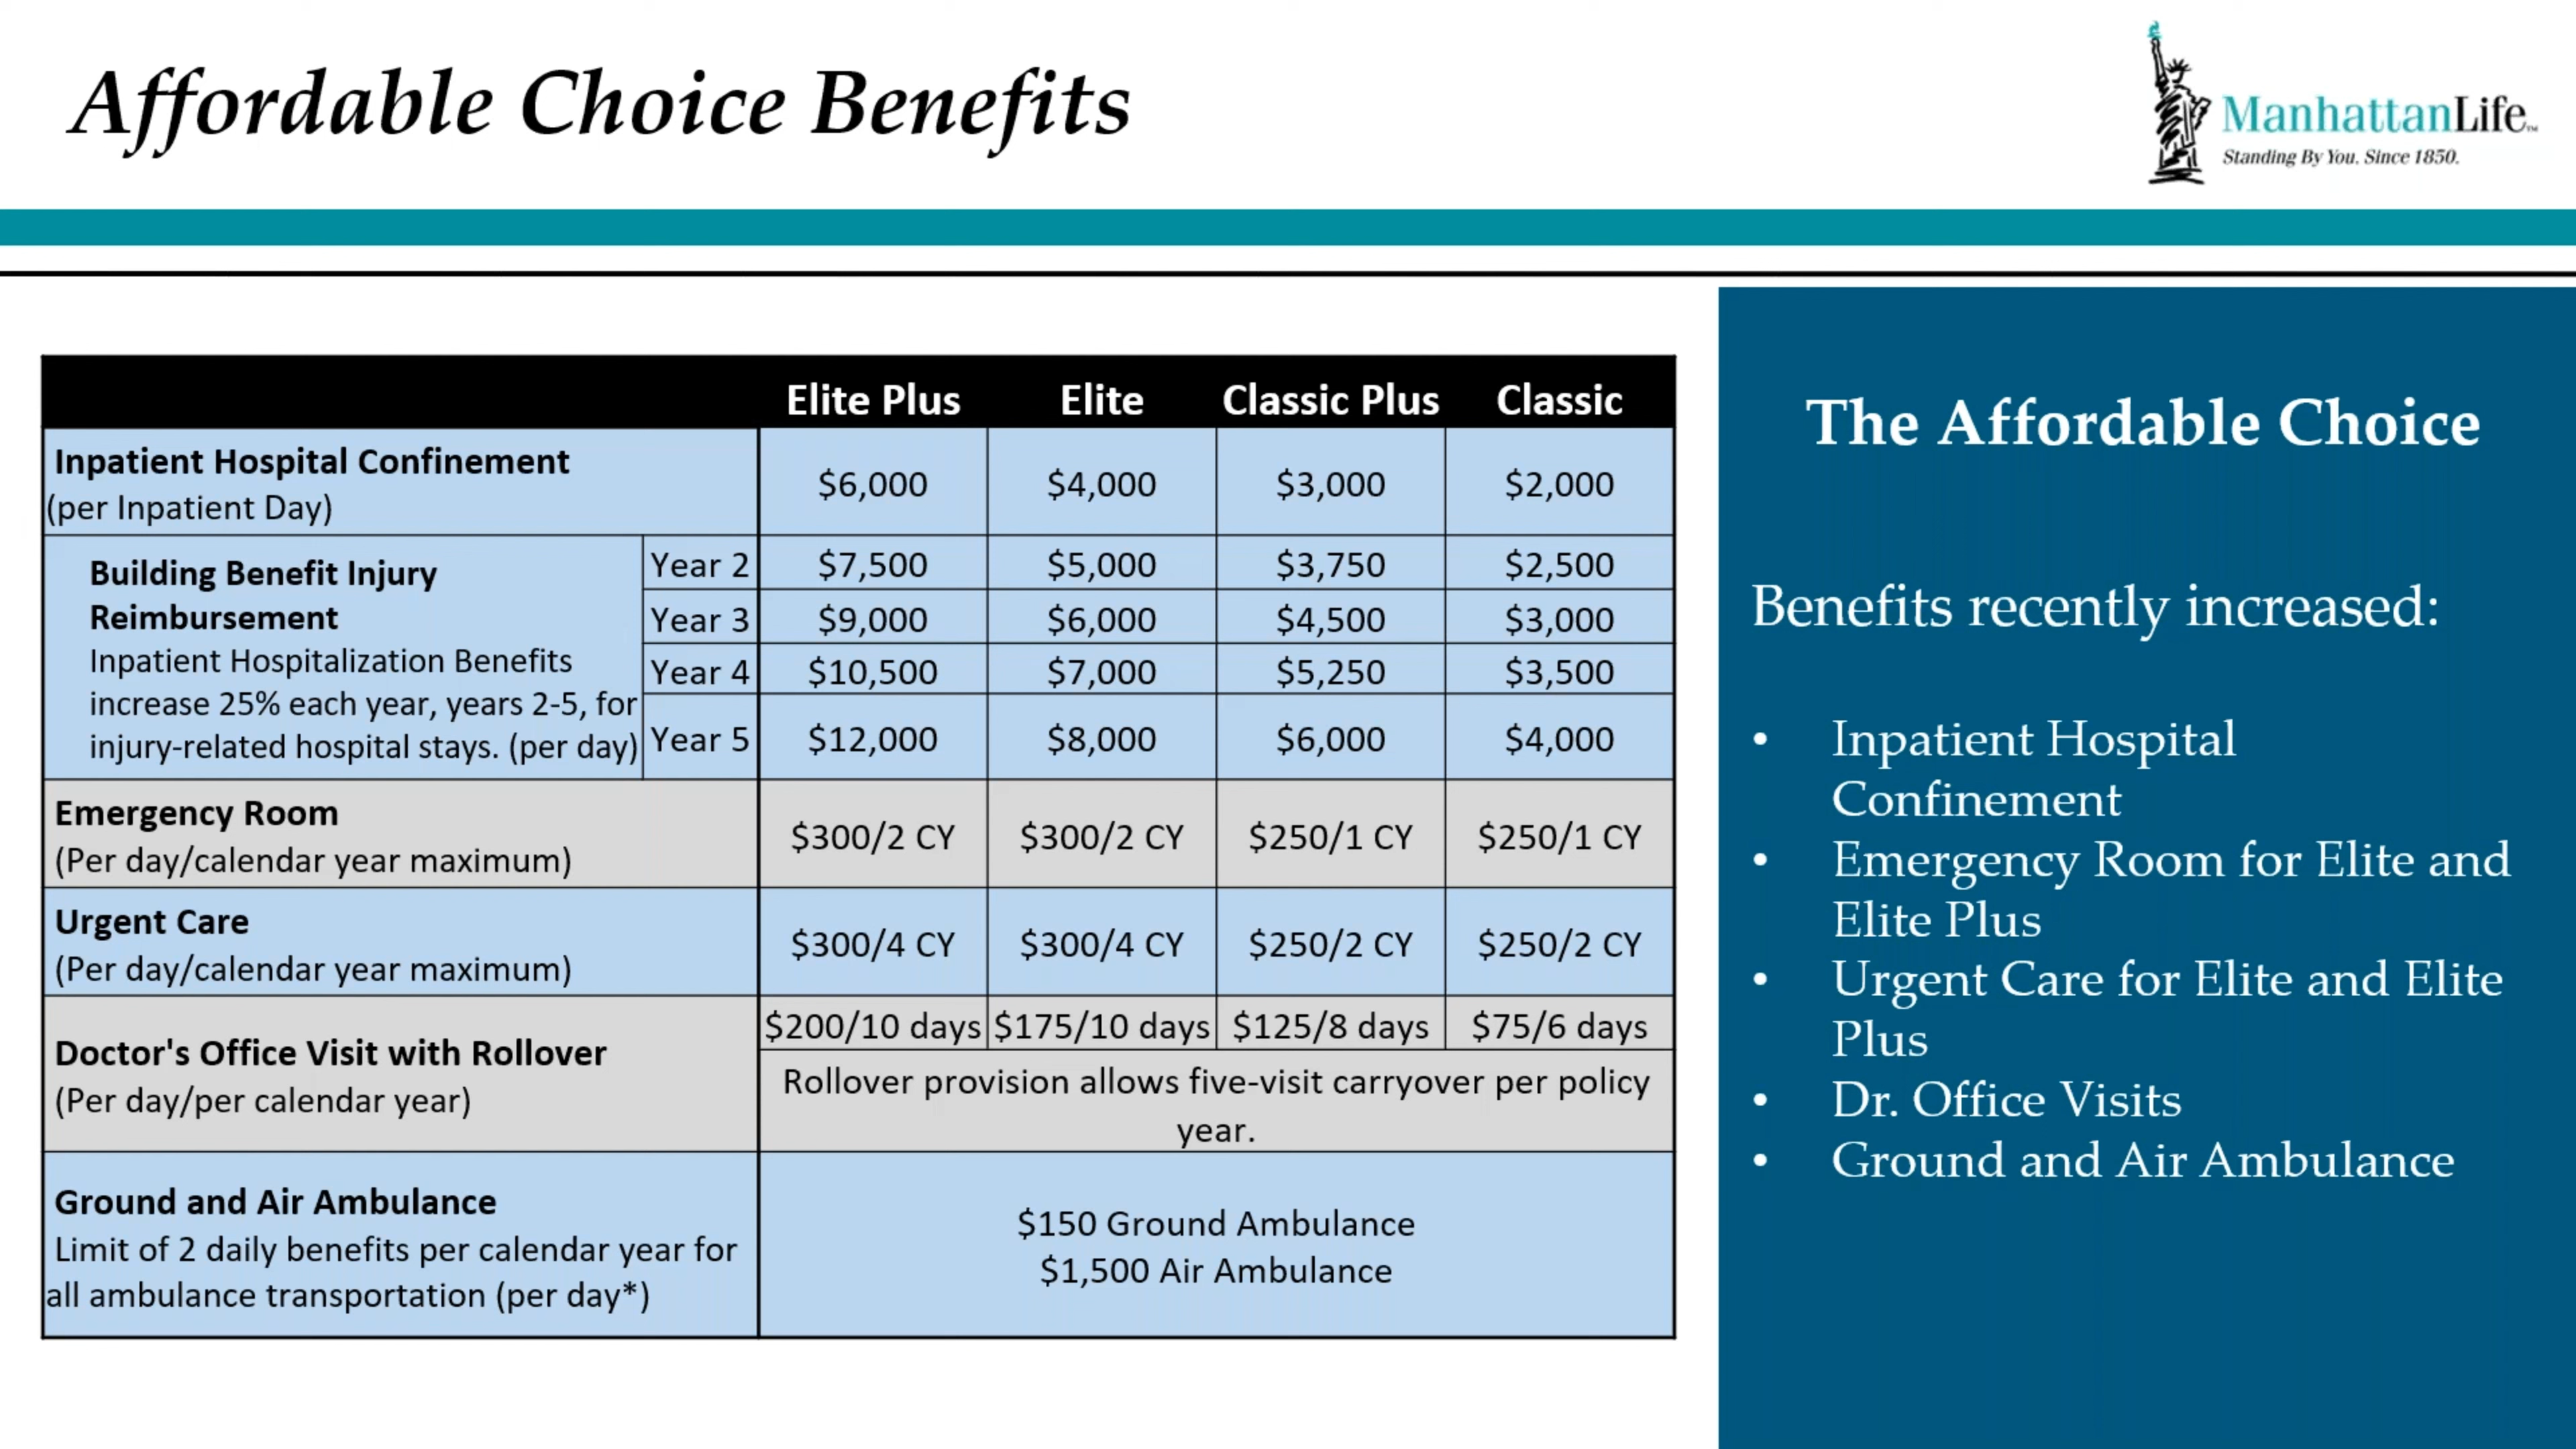 Affordable Choice Benefits
ManhattanLife™
Standing By You. Since 1850.
Elite Plus Elite Classic Plus Classic
Inpatient Hospital Confinement
(per Inpatient Day)
$6,000 $4,000 $3,000 $2,000
Building Benefit Injury
Reimbursement
Inpatient Hospitalization Benefits
increase 25% each year, years 2-5, for
injury-related hospital stays. (per day)
Year 2 $7,500 $5,000 $3,750 $2,500
Year 3 $9,000 $6,000 $4,500 $3,000
Year 4 $10,500 $7,000 $5,250 $3,500
Year 5 $12,000 $8,000 $6,000 $4,000
Emergency Room
(Per day/calendar year maximum)
$300/2 CY $300/2 CY $250/1 CY $250/1 CY
Urgent Care
(Per day/calendar year maximum)
$300/4 CY $300/4 CY $250/2 CY $250/2 CY
Doctor's Office Visit with Rollover
(Per day/per calendar year)
$200/10 days $175/10 days $125/8 days $75/6 days
Rollover provision allows five-visit carryover per policy
year.
Ground and Air Ambulance
Limit of 2 daily benefits per calendar year for
all ambulance transportation (per day*)
$150 Ground Ambulance
$1,500 Air Ambulance
The Affordable Choice
Benefits recently increased:
• Inpatient Hospital
Confinement
• Emergency Room for Elite and
Elite Plus
• Urgent Care for Elite and Elite
Plus
• Dr. Office Visits
• Ground and Air Ambulance